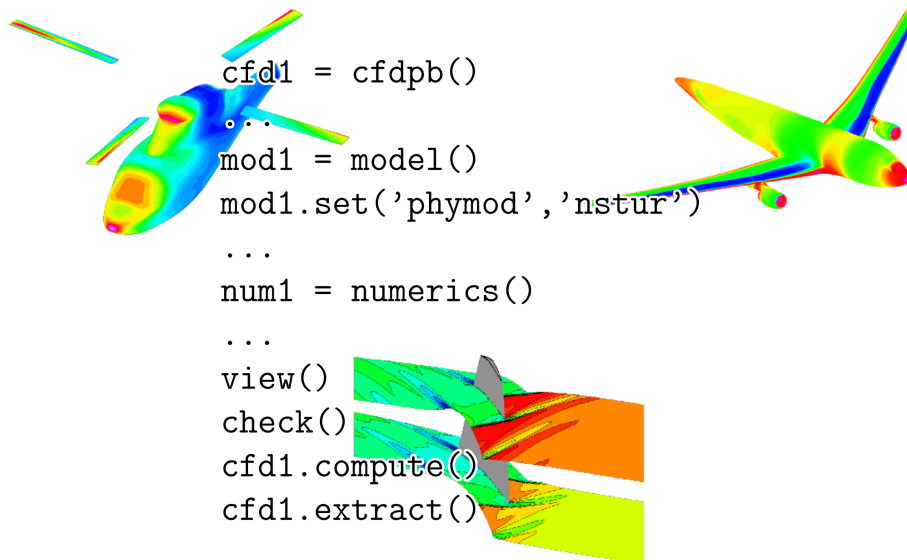 cfd1 = cfdpb()
...
mod1 = model()
mod1.set('phymod','nstur')
...
num1 = numerics()
...
view()
check()
cfd1.compute()
cfd1.extract()